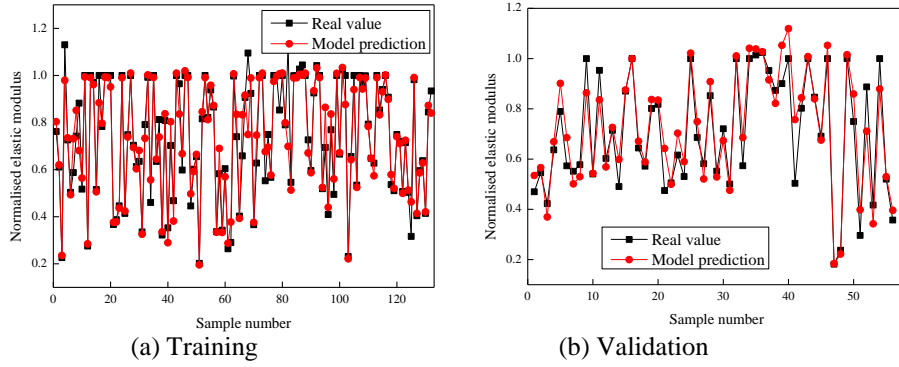 Normalised elastic modulus
1.2
1.0
0.8
0.6
0.4
0.2
0 20 40 60 80 100 120
Sample number
Real value
Model prediction
(a) Training
Normalised elastic modulus
1.2
1.0
0.8
0.6
0.4
0.2
0 10 20 30 40 50
Sample number
Real value
Model prediction
(b) Validation